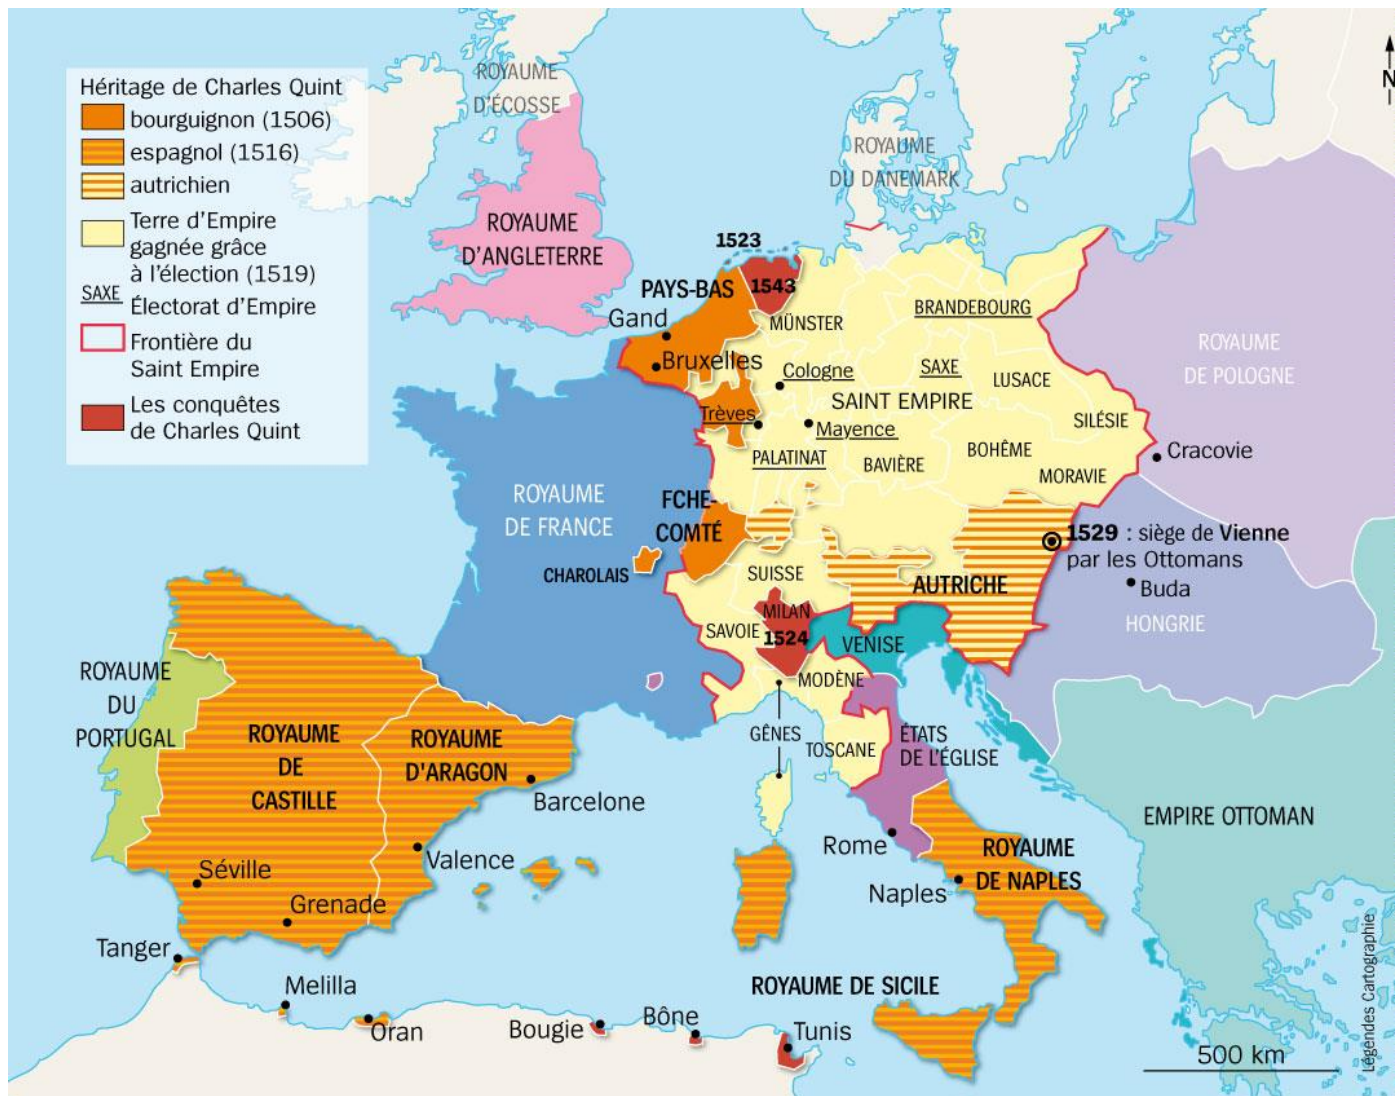 Héritage de Charles Quint
bourguignon (1506)
espagnol (1516)
autrichien
Terre d'Empire
gagnée grâce
à l'élection (1519)
SAXE
Électorat d'Empire
Frontière du
Saint Empire
Les conquêtes
de Charles Quint
ROYAUME
D'ÉCOSSE
ROYAUME
DU DANEMARK
N
ROYAUME
D'ANGLETERRE
1523
1543
PAYS-BAS
Gand
Bruxelles
MÜNSTER
BRANDEBOURG
ROYAUME
DE POLOGNE
Cologne
SAXE
LUSACE
SAINT EMPIRE
Trèves
Mayence
SILÉSIE
PALATINAT
BAVIÈRE
BOHÊME
MORAVIE
Cracovie
ROYAUME
DE FRANCE
FCHE-
COMTÉ
CHAROLAIS
1529 : siège de Vienne
par les Ottomans
Buda
HONGRIE
SUISSE
AUTRICHE
MILAN
1524
SAVOIE
VENISE
MODÈNE
GÊNES
TOSCANE
ÉTATS
DE L'ÉGLISE
ROYAUME
DU
PORTUGAL
ROYAUME
DE
CASTILLE
ROYAUME
D'ARAGON
Barcelone
Valence
Séville
Grenade
Rome
Naples
ROYAUME
DE NAPLES
EMPIRE OTTOMAN
Tanger
Melilla
Oran
Bougie
Bône
Tunis
ROYAUME DE SICILE
500 km
Légendes Cartographie